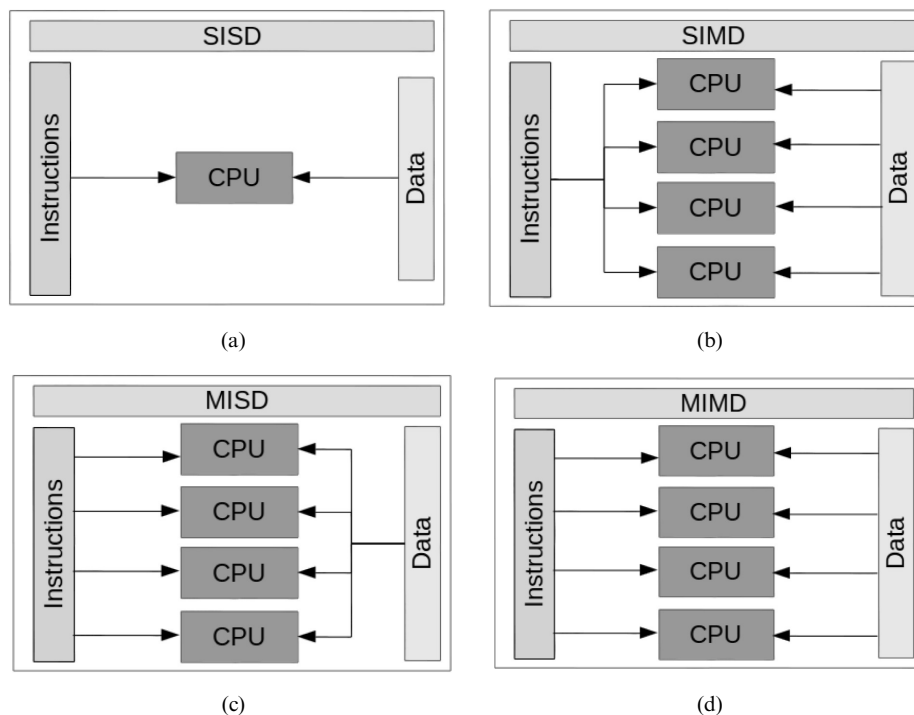 SISD
Instructions
CPU
Data
(a)
SIMD
Instructions
CPU
CPU
CPU
CPU
Data
(b)
MISD
Instructions
CPU
CPU
CPU
CPU
Data
(c)
MIMD
Instructions
CPU
CPU
CPU
CPU
Data
(d)